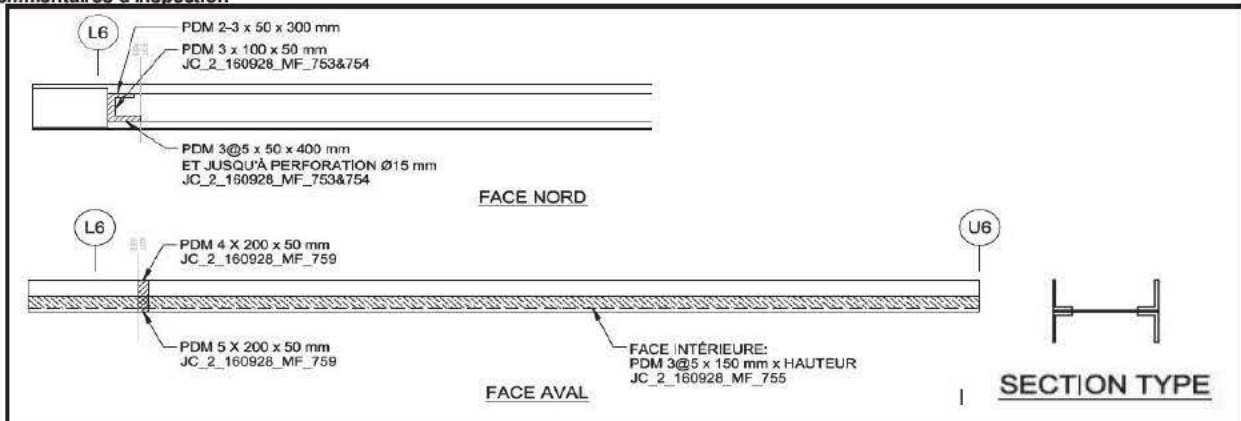 d'inspection
L6
PDM 2-3 x 50 x 300 mm
PDM 3 x 100 x 50 mm
JC_2_160928_MF_753&754
PDM 3@5 x 50 x 400 mm
ET JUSQU'À PERFORATION Ø15 mm
JC_2_160928_MF_753&754
FACE NORD
L6
U6
PDM 4 X 200 x 50 mm
JC_2_160928_MF_759
PDM 5 X 200 x 50 mm
JC_2_160928_MF_759
FACE INTÉRIEURE:
PDM 3@5 x 150 mm x HAUTEUR
JC_2_160928_MF_755
FACE AVAL
SECTION TYPE